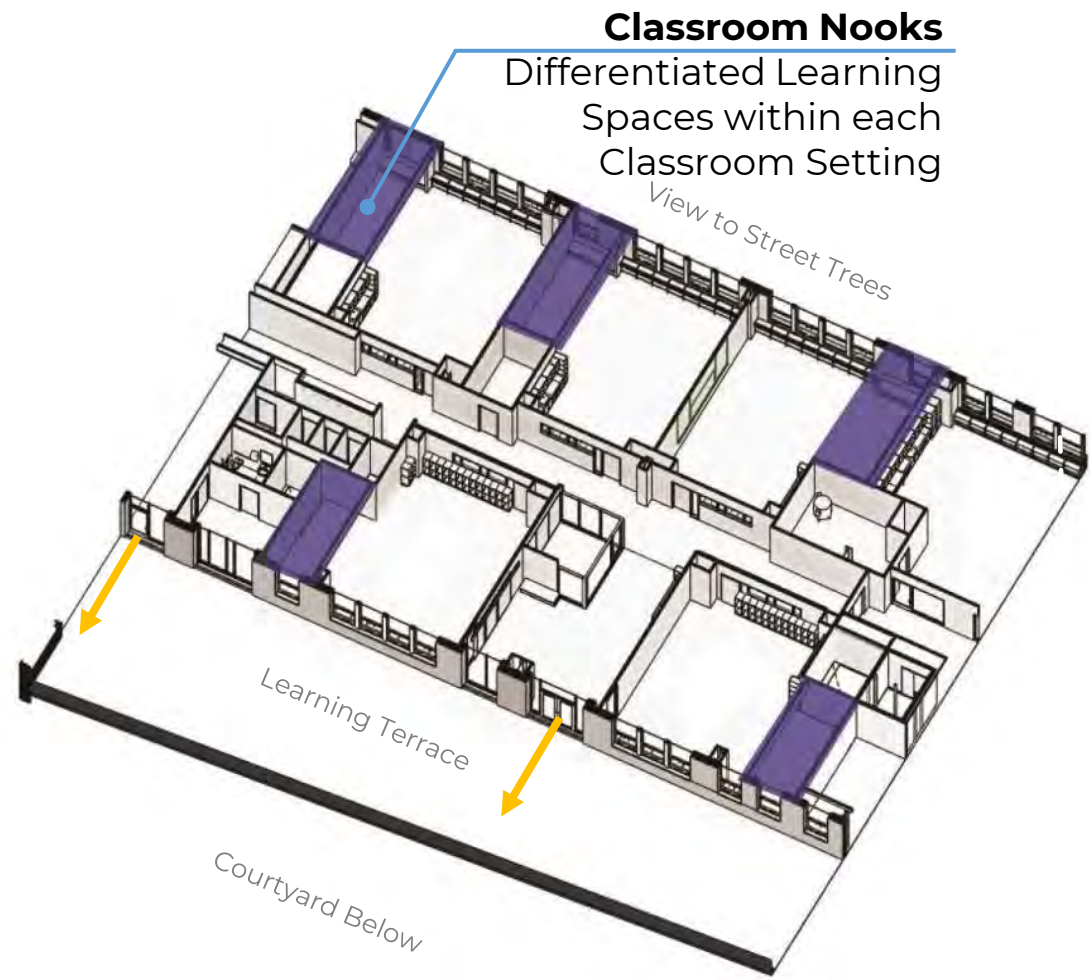 Classroom Nooks
Differentiated Learning
Spaces within each
Classroom Setting
View to Street Trees
Learning Terrace
Courtyard Below